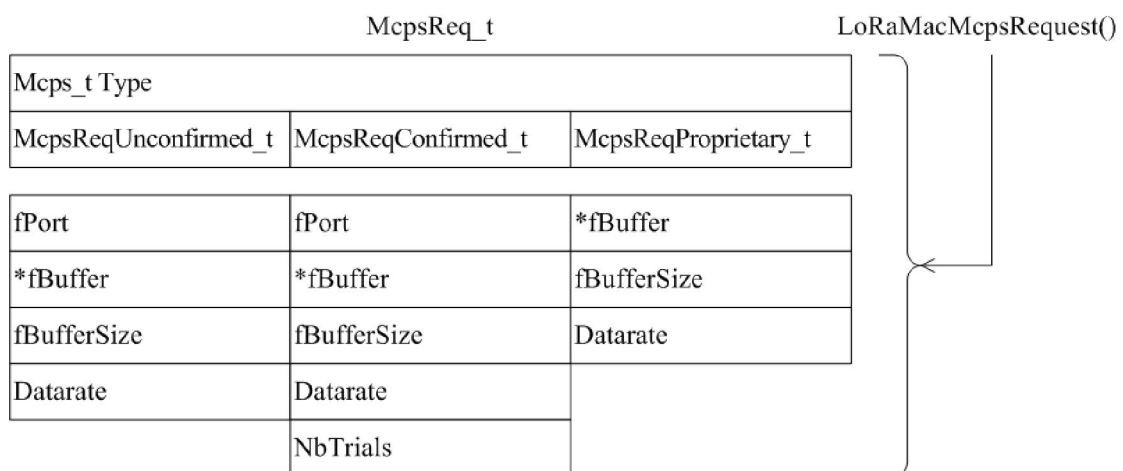 McpsReq_t LoRaMacMcpsRequest()
Mcps_t Type
McpsReqUnconfirmed_t McpsReqConfirmed_t McpsReqProprietary_t
fPort fPort *fBuffer
*fBuffer *fBuffer fBufferSize
fBufferSize fBufferSize Datarate
Datarate Datarate
NbTrials